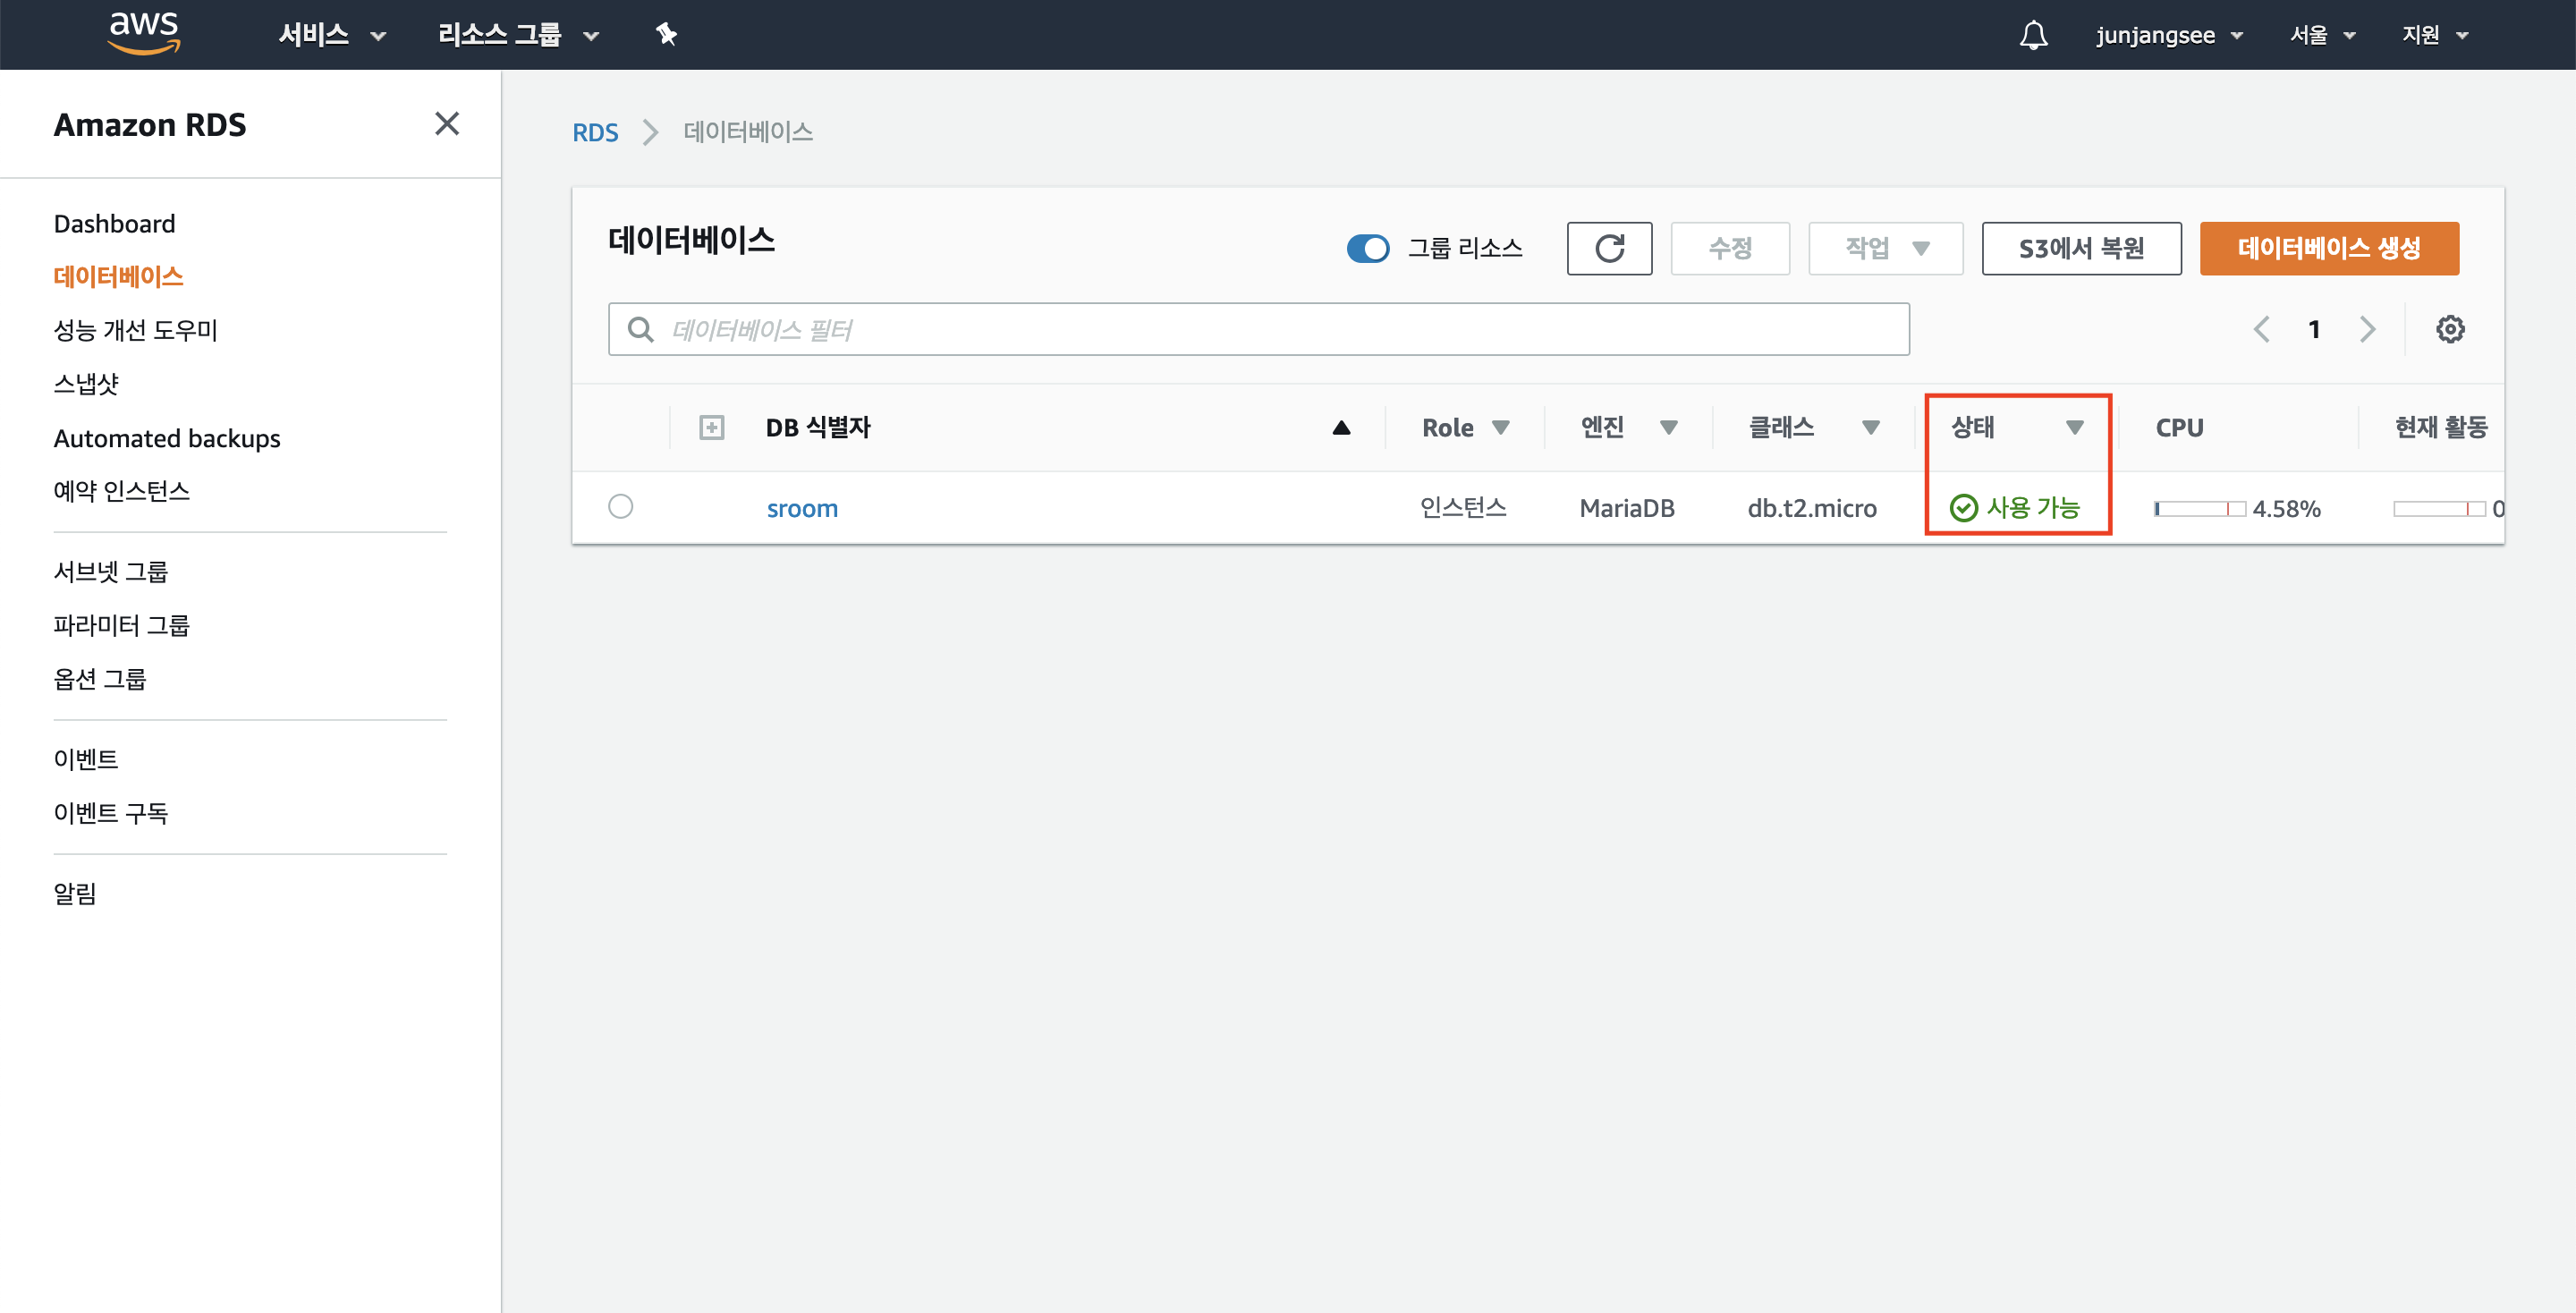 aws 서비스 리소스 그룹 junjangsee 서울 지원
Amazon RDS
Dashboard
데이터베이스
성능 개선 도우미
스냅샷
Automated backups
예약 인스턴스
서브넷 그룹
파라미터 그룹
옵션 그룹
이벤트
이벤트 구독
알림
RDS 데이터베이스
데이터베이스 그룹 리소스 수정 작업 S3에서 복원 데이터베이스 생성
데이터베이스 필터 1
DB 식별자 Role 엔진 클래스 상태 CPU 현재 활동
sroom 인스턴스 MariaDB db.t2.micro 사용 가능 4.58% 0